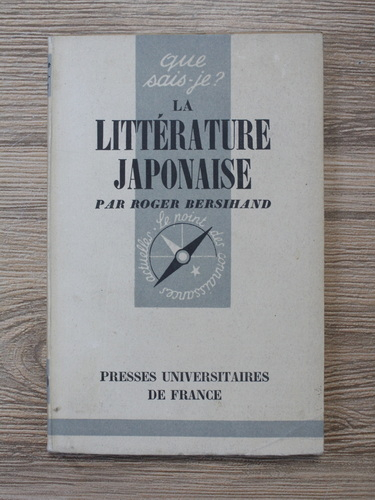 que
sais-je?
LA
LITTÉRATURE
JAPONAISE
PAR ROGER BERSIHAND
le point des connaissances actuelles
PRESSES UNIVERSITAIRES
DE FRANCE